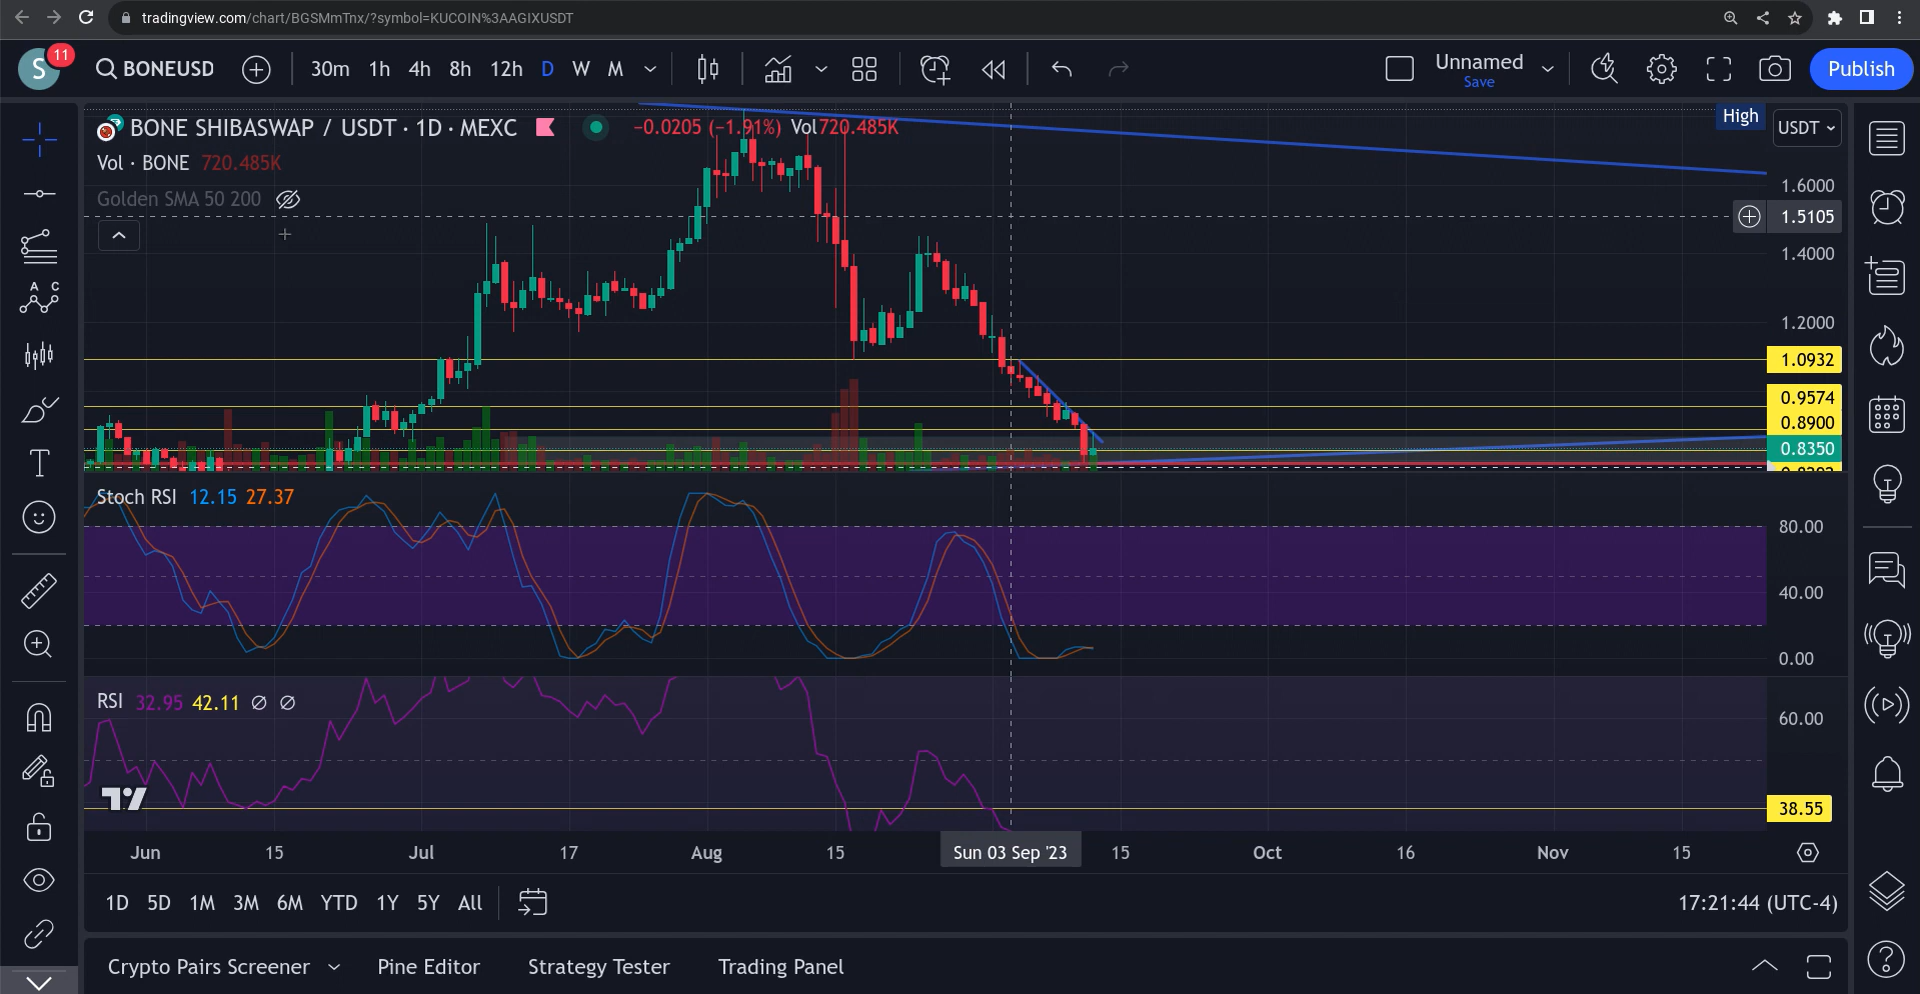 tradingview.com/chart/BGSMmTnx/?symbol=KUCOIN%3AAGIXUSDT
S 11 BONEUSD 30m 1h 4h 8h 12h D W M Unnamed Save Publish
BONE SHIBASWAP / USDT · 1D · MEXC −0.0205 (−1.91%) Vol 720.485K High USDT
Vol · BONE 720.485K
Golden SMA 50 200
1.6000
1.5105
1.4000
1.2000
1.0932
0.9574
0.8900
0.8350
Stoch RSI 12.15 27.37
80.00
40.00
0.00
RSI 32.95 42.11 ∅ ∅
60.00
38.55
Jun 15 Jul 17 Aug 15 Sun 03 Sep '23 15 Oct 16 Nov 15
1D 5D 1M 3M 6M YTD 1Y 5Y All 17:21:44 (UTC-4)
Crypto Pairs Screener Pine Editor Strategy Tester Trading Panel